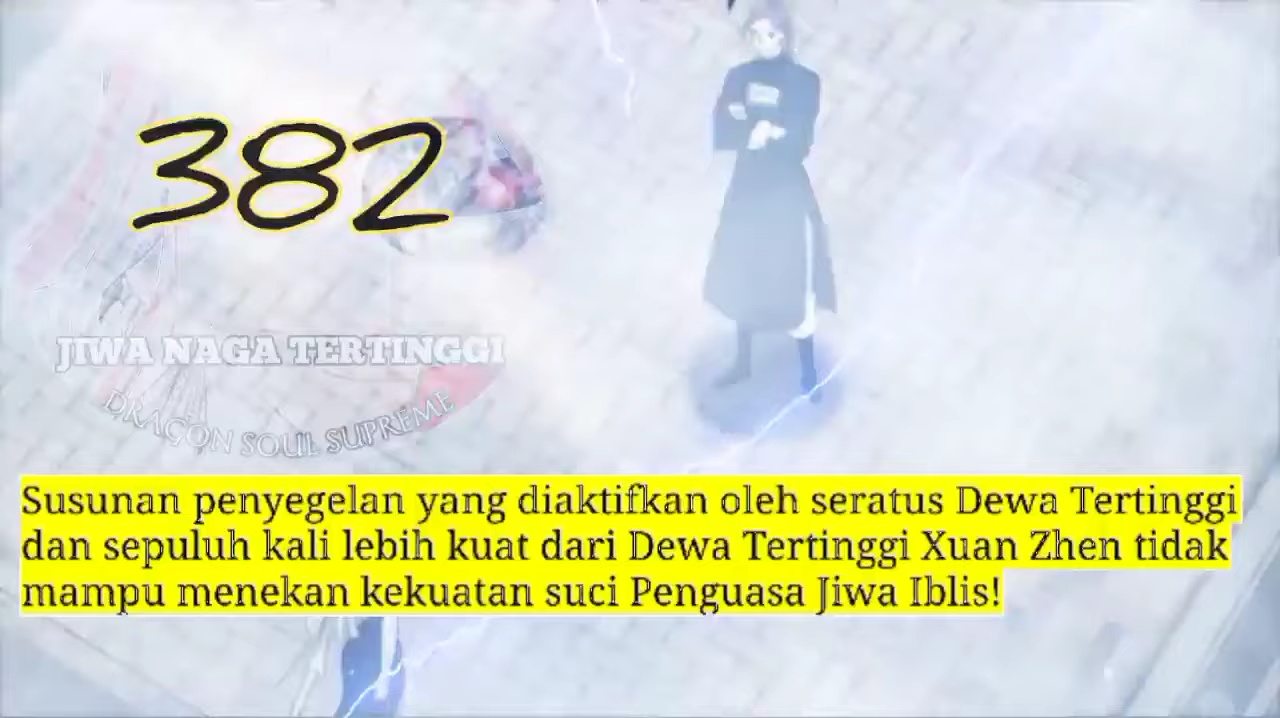 382
JIWA NAGA TERTINGGI
DRAGON SOUL SUPREME
Susunan penyegelan yang diaktifkan oleh seratus Dewa Tertinggi
dan sepuluh kali lebih kuat dari Dewa Tertinggi Xuan Zhen tidak
mampu menekan kekuatan suci Penguasa Jiwa Iblis!